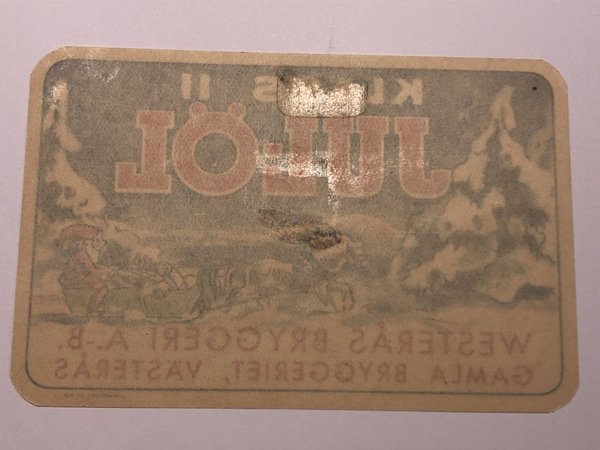 KLASS II
JUL-ÖL
WESTERÅS BRYGGERI A.-B.
GAMLA BRYGGERIET, VÄSTERÅS